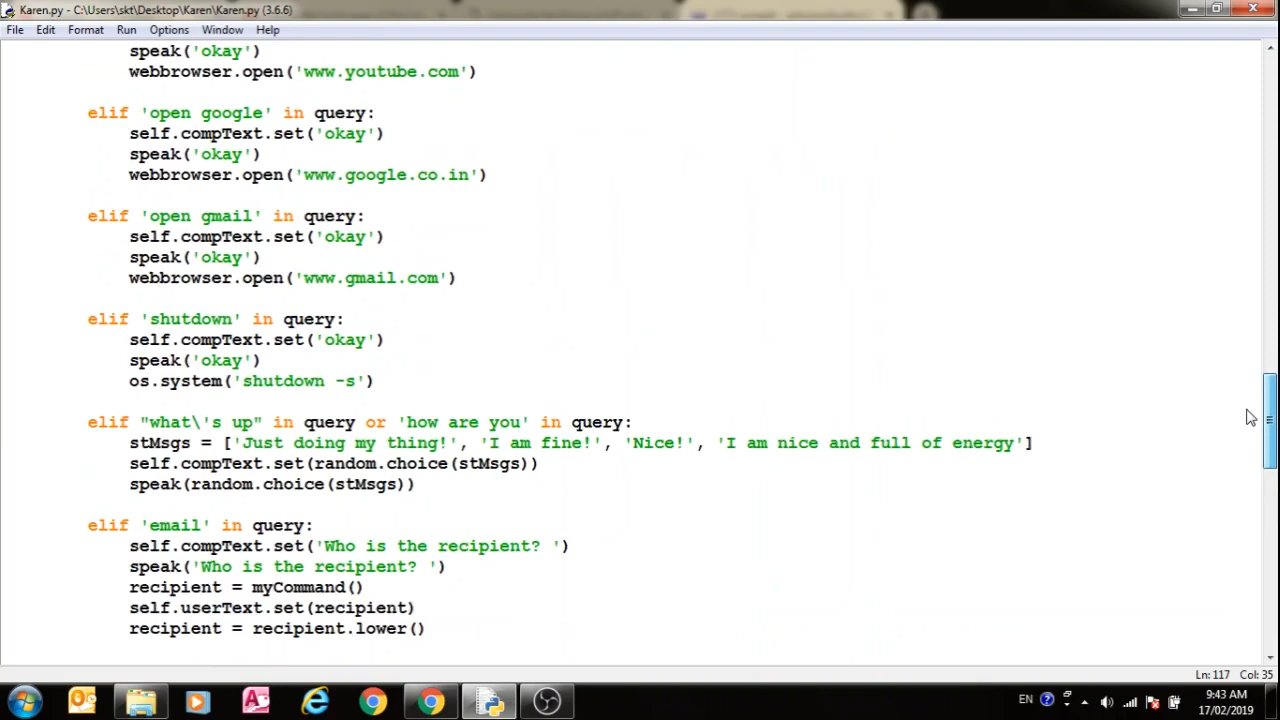 Karen.py - C:\Users\skt\Desktop\Karen\Karen.py (3.6.6)
File Edit Format Run Options Window Help
speak('okay')
webbrowser.open('www.youtube.com')
elif 'open google' in query:
self.compText.set('okay')
speak('okay')
webbrowser.open('www.google.co.in')
elif 'open gmail' in query:
self.compText.set('okay')
speak('okay')
webbrowser.open('www.gmail.com')
elif 'shutdown' in query:
self.compText.set('okay')
speak('okay')
os.system('shutdown -s')
elif "what\'s up" in query or 'how are you' in query:
stMsgs = ['Just doing my thing!', 'I am fine!', 'Nice!', 'I am nice and full of energy']
self.compText.set(random.choice(stMsgs))
speak(random.choice(stMsgs))
elif 'email' in query:
self.compText.set('Who is the recipient? ')
speak('Who is the recipient? ')
recipient = myCommand()
self.userText.set(recipient)
recipient = recipient.lower()
Ln: 117 Col: 35
EN
9:43 AM
17/02/2019